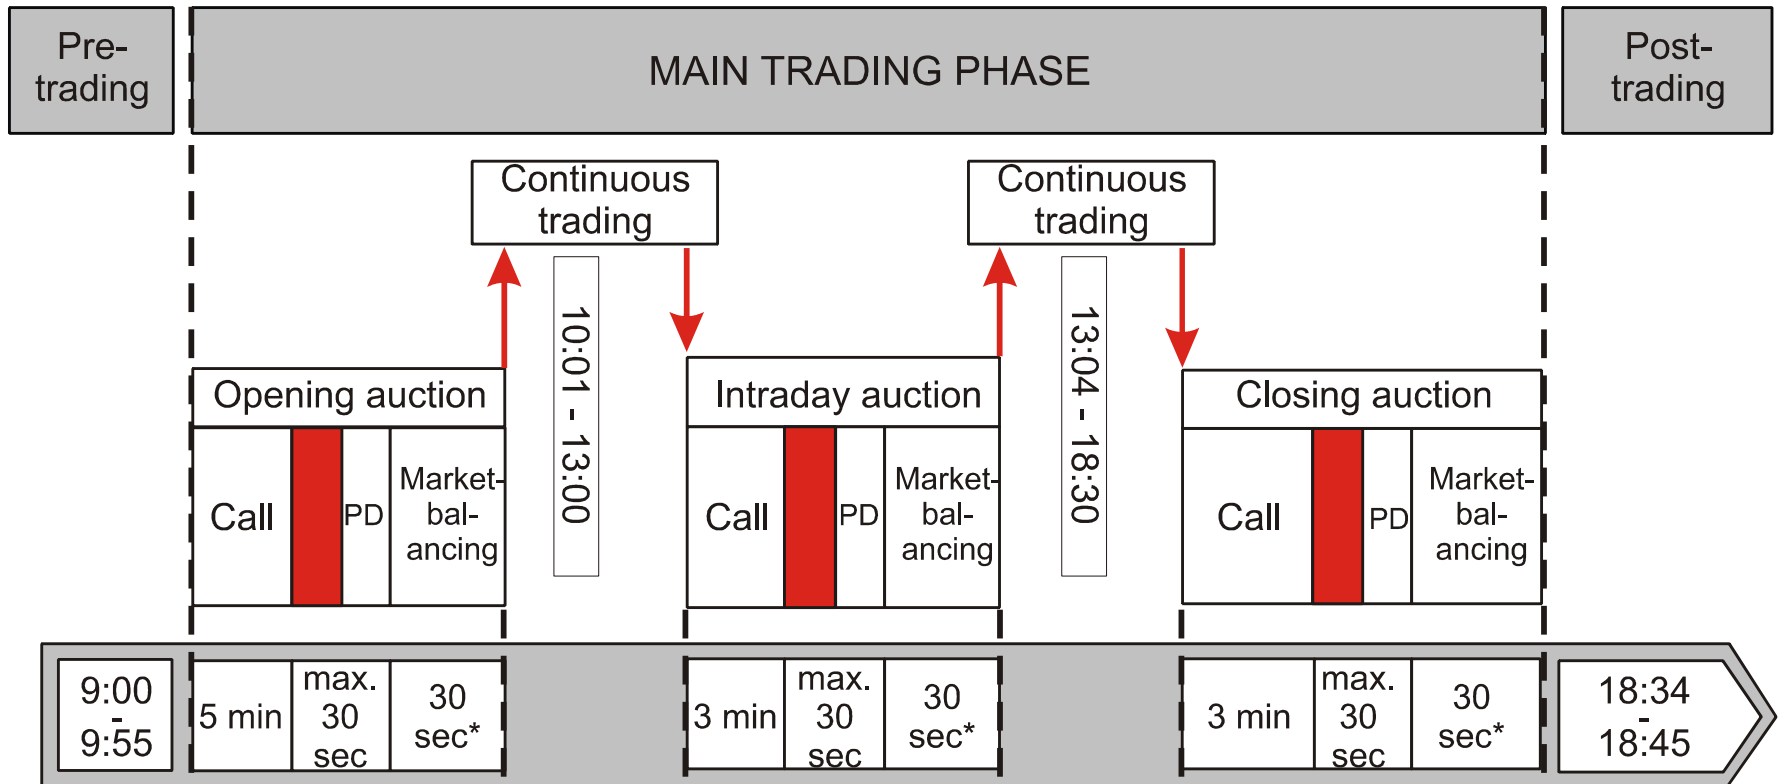 Pre-
trading
MAIN TRADING PHASE
Post-
trading
Continuous
trading
Continuous
trading
10:01 - 13:00
13:04 - 18:30
Opening auction
Call
PD
Market-
bal-
ancing
Intraday auction
Call
PD
Market-
bal-
ancing
Closing auction
Call
PD
Market-
bal-
ancing
9:00
-
9:55
5 min
max.
30
sec
30
sec*
3 min
max.
30
sec
30
sec*
3 min
max.
30
sec
30
sec*
18:34
-
18:45